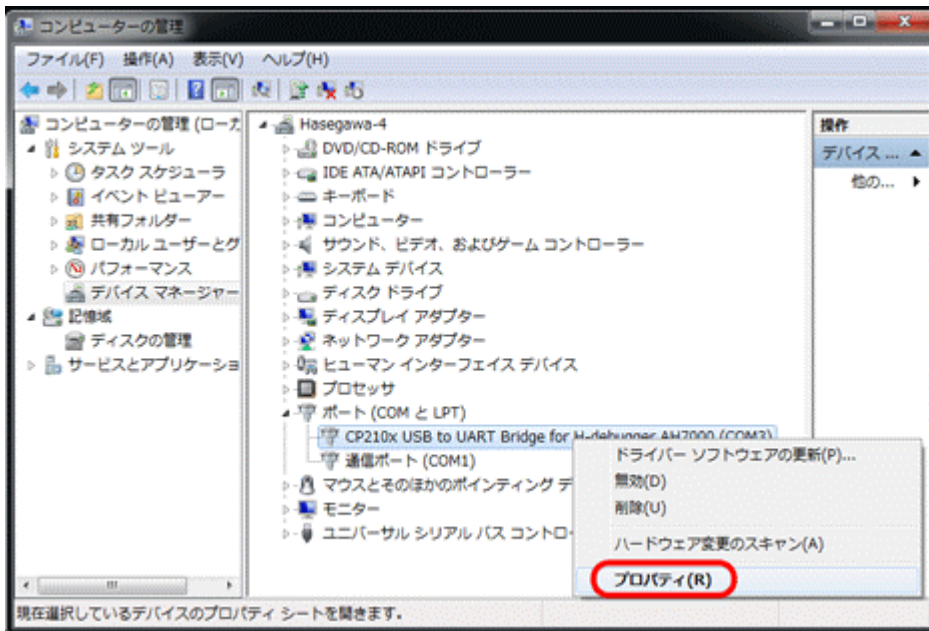 コンピューターの管理
ファイル(F) 操作(A) 表示(V) ヘルプ(H)
コンピューターの管理 (ローカ
システム ツール
タスク スケジューラ
イベント ビューアー
共有フォルダー
ローカル ユーザーとグ
パフォーマンス
デバイス マネージャー
記憶域
ディスクの管理
サービスとアプリケーショ
Hasegawa-4
DVD/CD-ROM ドライブ
IDE ATA/ATAPI コントローラー
キーボード
コンピューター
サウンド、ビデオ、およびゲーム コントローラー
システム デバイス
ディスク ドライブ
ディスプレイ アダプター
ネットワーク アダプター
ヒューマン インターフェイス デバイス
プロセッサ
ポート (COM と LPT)
CP210x USB to UART Bridge for H-debugger AH7000 (COM3)
通信ポート (COM1)
マウスとそのほかのポインティング デ
モニター
ユニバーサル シリアル バス コントロー
操作
デバイス ...
他の...
ドライバー ソフトウェアの更新(P)...
無効(D)
削除(U)
ハードウェア変更のスキャン(A)
プロパティ(R)
現在選択しているデバイスのプロパティ シートを開きます。